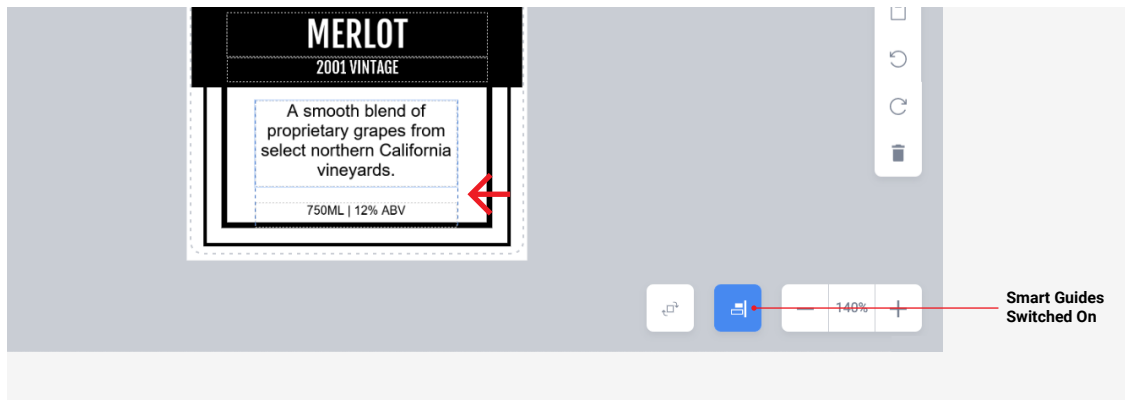 MERLOT
2001 VINTAGE
A smooth blend of
proprietary grapes from
select northern California
vineyards.
750ML | 12% ABV
140%
Smart Guides
Switched On